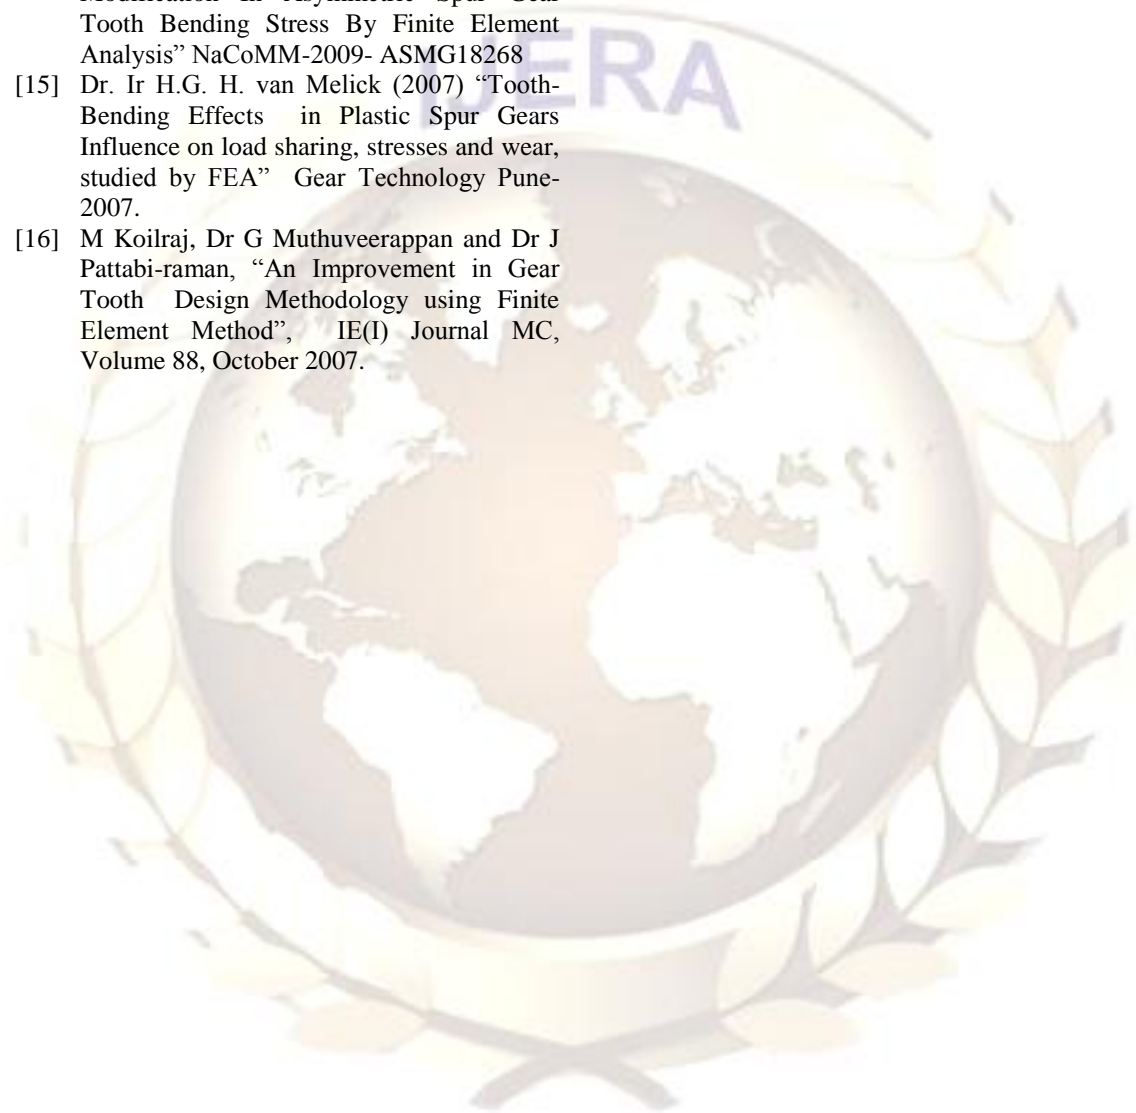 Modification In Asymmetric Spur Gear
Tooth Bending Stress By Finite Element
Analysis” NaCoMM-2009- ASMG18268
[15] Dr. Ir H.G. H. van Melick (2007) “Tooth-
Bending Effects in Plastic Spur Gears
Influence on load sharing, stresses and wear,
studied by FEA” Gear Technology Pune-
2007.
[16] M Koilraj, Dr G Muthuveerappan and Dr J
Pattabi-raman, “An Improvement in Gear
Tooth Design Methodology using Finite
Element Method”, IE(I) Journal MC,
Volume 88, October 2007.
IJERA